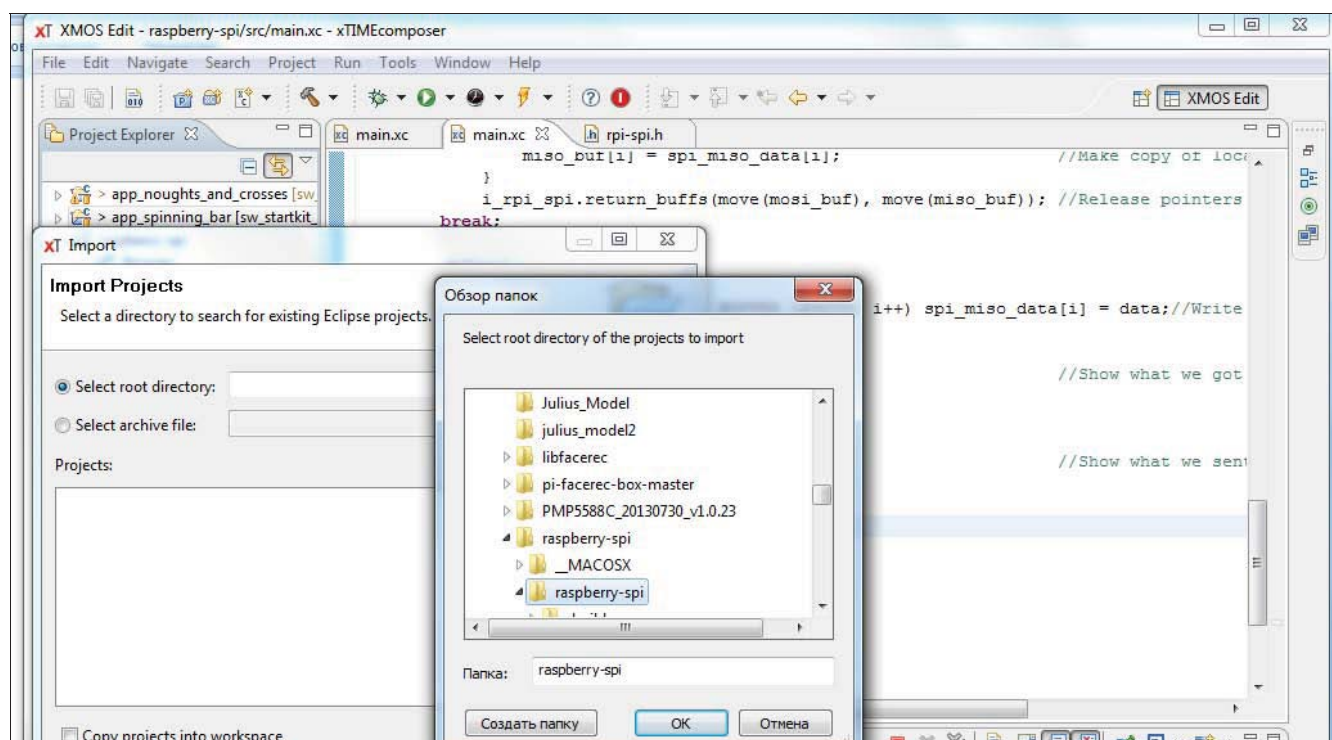 XMOS Edit - raspberry-spi/src/main.xc - xTIMEcomposer
File Edit Navigate Search Project Run Tools Window Help
XMOS Edit
Project Explorer
main.xc
main.xc
rpi-spi.h
> app_noughts_and_crosses [sw_
> app_spinning_bar [sw_startkit_
miso_buf[i] = spi_miso_data[i]; //Make copy of loca
}
i_rpi_spi.return_buffs(move(mosi_buf), move(miso_buf)); //Release pointers
break;
i++) spi_miso_data[i] = data;//Write
//Show what we got
//Show what we sent
Import
Import Projects
Select a directory to search for existing Eclipse projects.
Select root directory:
Select archive file:
Projects:
Copy projects into workspace
Обзор папок
Select root directory of the projects to import
Julius_Model
julius_model2
libfacerec
pi-facerec-box-master
PMP5588C_20130730_v1.0.23
raspberry-spi
__MACOSX
raspberry-spi
Папка: raspberry-spi
Создать папку
OK
Отмена